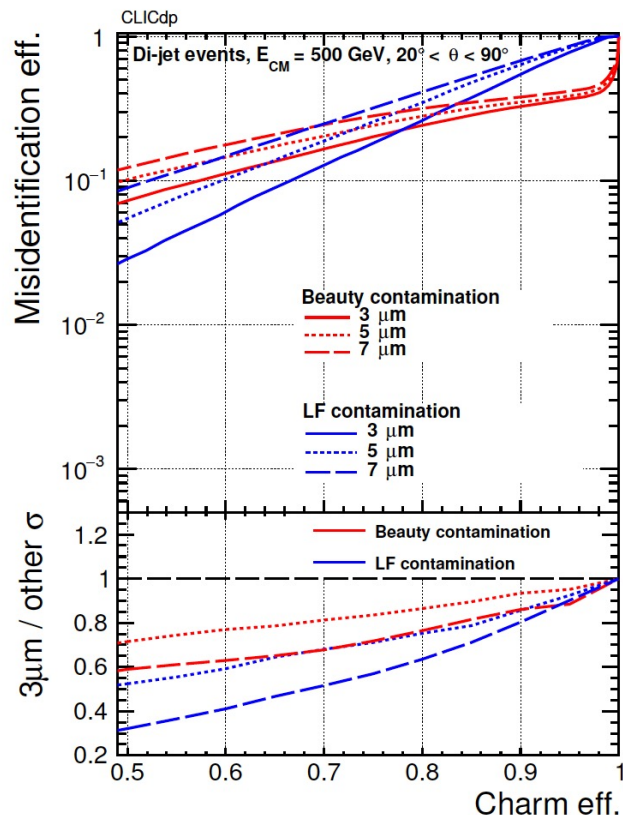 CLICdp
Di-jet events, E_CM = 500 GeV, 20° < θ < 90°
Misidentification eff.
1
10⁻¹
10⁻²
10⁻³
Beauty contamination
3 μm
5 μm
7 μm
LF contamination
3 μm
5 μm
7 μm
3μm / other σ
Beauty contamination
LF contamination
1.2
1
0.8
0.6
0.4
0.2
0.5 0.6 0.7 0.8 0.9 1
Charm eff.